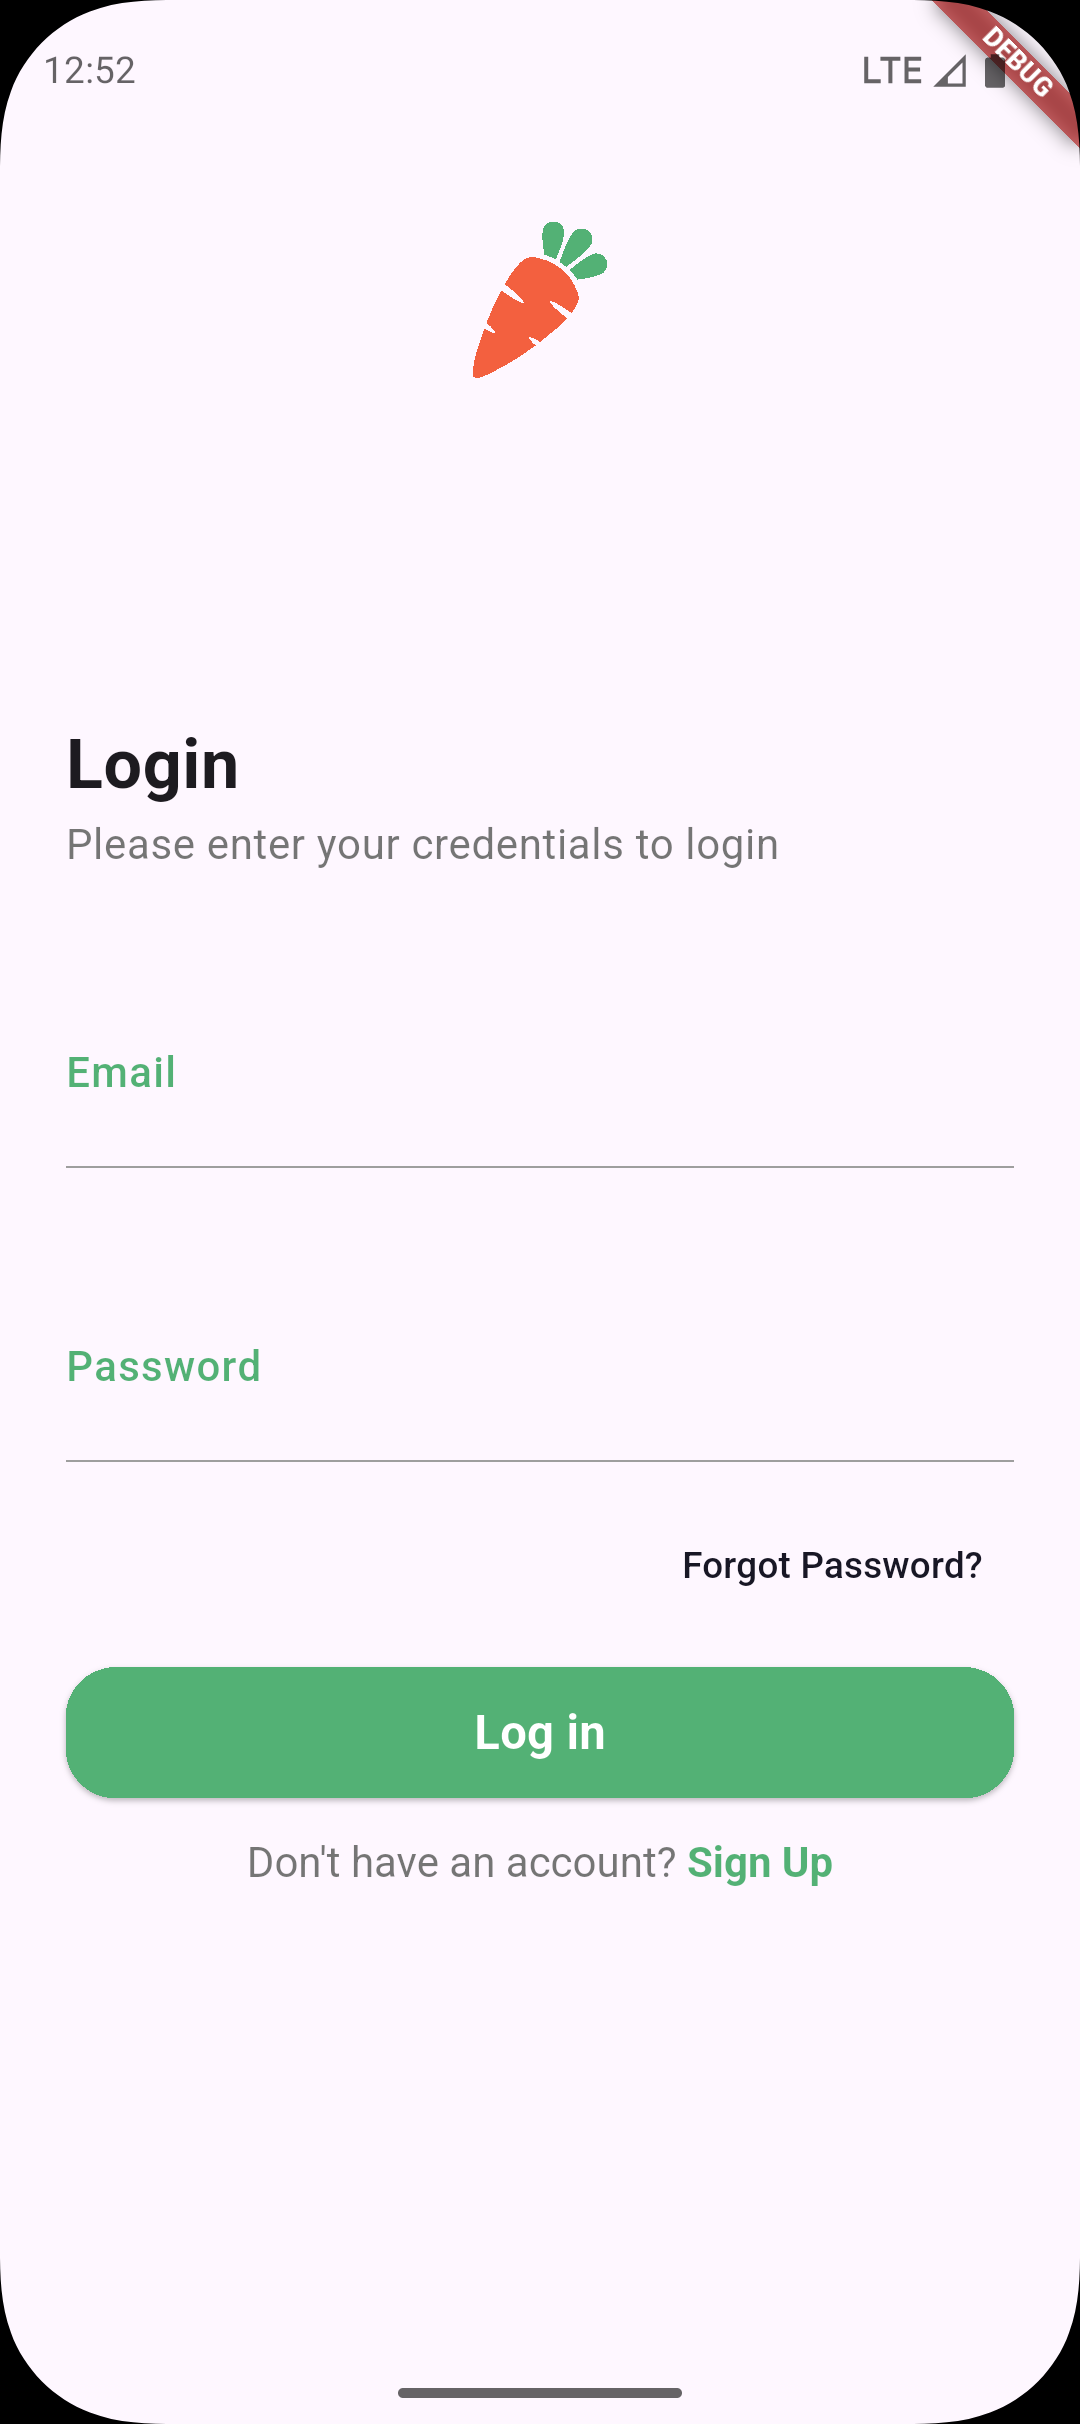 12:52 LTE
DEBUG
Login
Please enter your credentials to login
Email
Password
Forgot Password?
Log in
Don't have an account? Sign Up